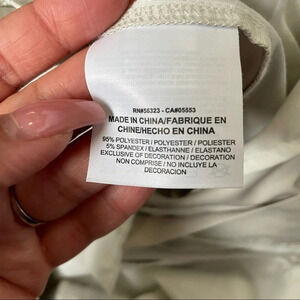 RN#56323 - CA#05553
MADE IN CHINA/FABRIQUE EN
CHINE/HECHO EN CHINA
95% POLYESTER / POLYESTER / POLIESTER
5% SPANDEX / ELASTHANNE / ELASTANO
EXCLUSIVE OF DECORATION / DECORATION
NON COMPRISE / NO INCLUYE LA
DECORACION